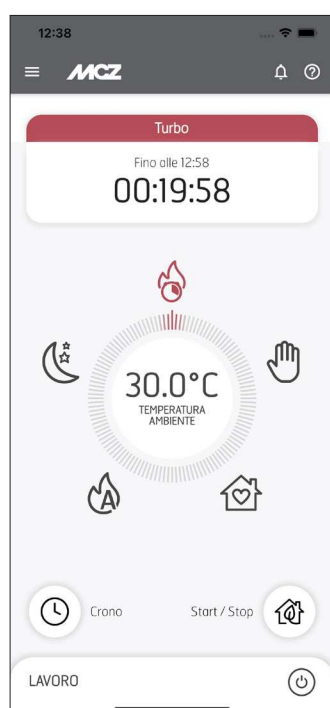 12:38
MCZ
Turbo
Fino alle 12:58
00:19:58
30.0°C
TEMPERATURA
AMBIENTE
A
Crono
Start / Stop
LAVORO